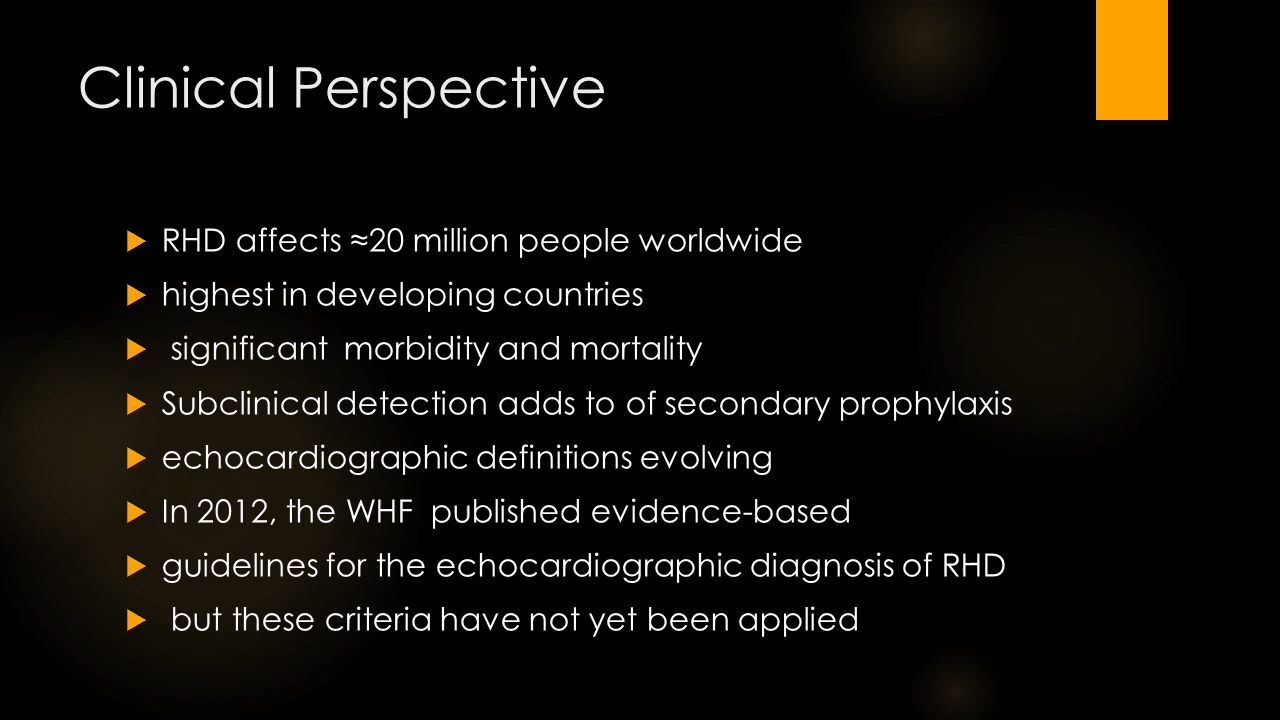 Clinical Perspective
RHD affects ≈20 million people worldwide
highest in developing countries
significant  morbidity and mortality
Subclinical detection adds to of secondary prophylaxis
echocardiographic definitions evolving
In 2012, the WHF  published evidence-based
guidelines for the echocardiographic diagnosis of RHD
but these criteria have not yet been applied